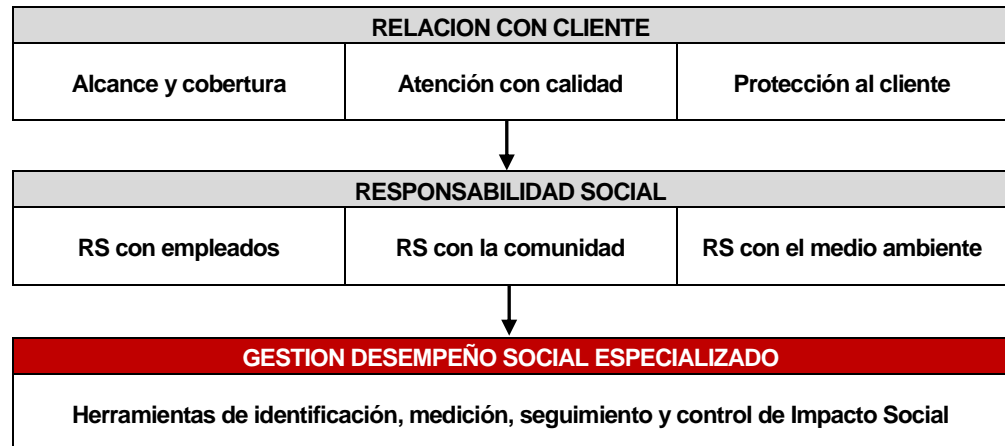 RELACION CON CLIENTE
Alcance y cobertura
Atención con calidad
Protección al cliente
RESPONSABILIDAD SOCIAL
RS con empleados
RS con la comunidad
RS con el medio ambiente
GESTION DESEMPEÑO SOCIAL ESPECIALIZADO
Herramientas de identificación, medición, seguimiento y control de Impacto Social